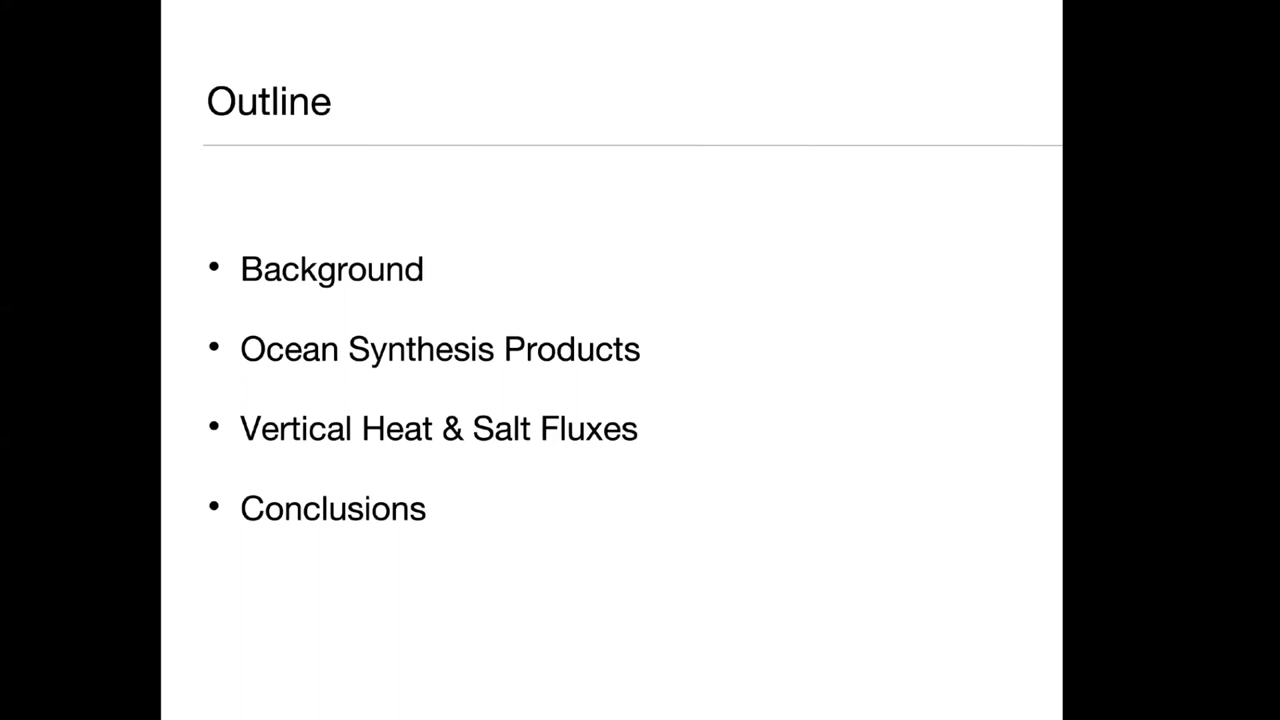 Outline
• Background
• Ocean Synthesis Products
• Vertical Heat & Salt Fluxes
• Conclusions